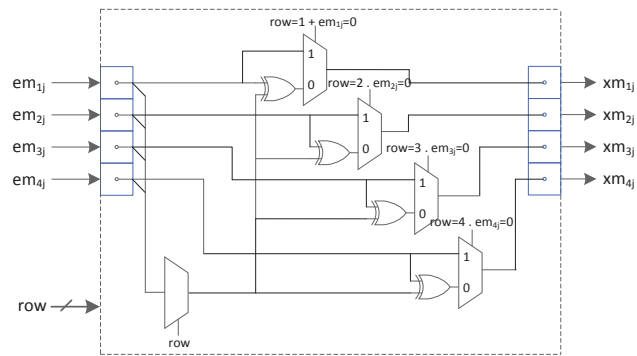 row=1 + em1j=0
1
0
em1j
xm1j
row=2 . em2j=0
em2j
1
xm2j
0
em3j
row=3 . em3j=0
xm3j
em4j
1
xm4j
0
row=4 . em4j=0
1
0
row
row